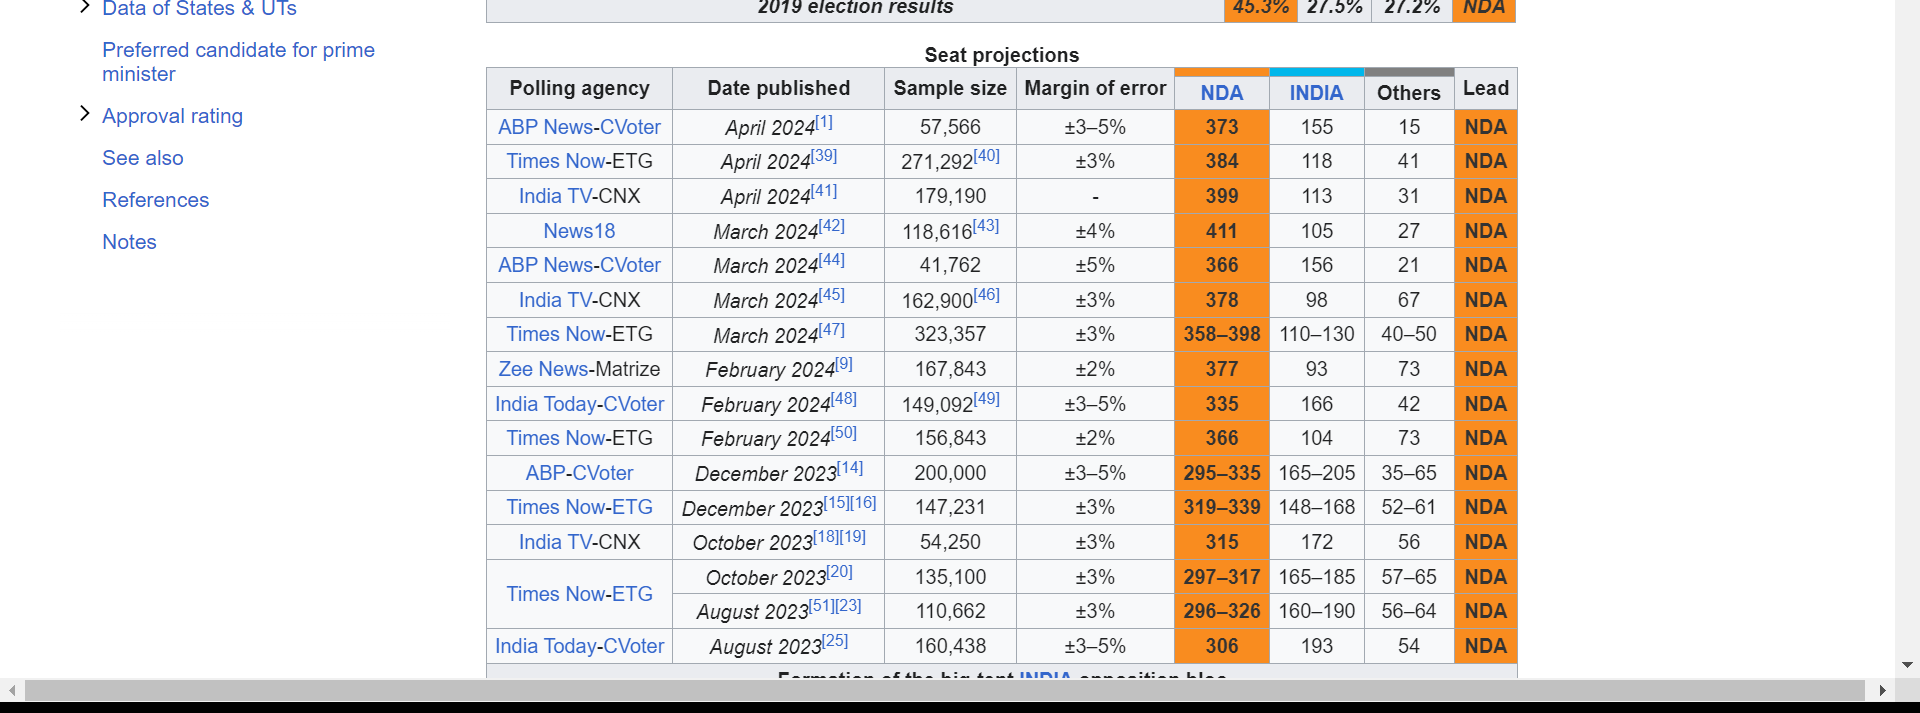 Data of States & UTs
Preferred candidate for prime
minister
Approval rating
See also
References
Notes
2019 election results 45.3% 27.5% 27.2% NDA
Seat projections
Polling agency Date published Sample size Margin of error NDA INDIA Others Lead
ABP News-CVoter April 2024[1] 57,566 ±3–5% 373 155 15 NDA
Times Now-ETG April 2024[39] 271,292[40] ±3% 384 118 41 NDA
India TV-CNX April 2024[41] 179,190 - 399 113 31 NDA
News18 March 2024[42] 118,616[43] ±4% 411 105 27 NDA
ABP News-CVoter March 2024[44] 41,762 ±5% 366 156 21 NDA
India TV-CNX March 2024[45] 162,900[46] ±3% 378 98 67 NDA
Times Now-ETG March 2024[47] 323,357 ±3% 358–398 110–130 40–50 NDA
Zee News-Matrize February 2024[9] 167,843 ±2% 377 93 73 NDA
India Today-CVoter February 2024[48] 149,092[49] ±3–5% 335 166 42 NDA
Times Now-ETG February 2024[50] 156,843 ±2% 366 104 73 NDA
ABP-CVoter December 2023[14] 200,000 ±3–5% 295–335 165–205 35–65 NDA
Times Now-ETG December 2023[15][16] 147,231 ±3% 319–339 148–168 52–61 NDA
India TV-CNX October 2023[18][19] 54,250 ±3% 315 172 56 NDA
Times Now-ETG October 2023[20] 135,100 ±3% 297–317 165–185 57–65 NDA
August 2023[51][23] 110,662 ±3% 296–326 160–190 56–64 NDA
India Today-CVoter August 2023[25] 160,438 ±3–5% 306 193 54 NDA
Formation of the big-tent INDIA opposition bloc